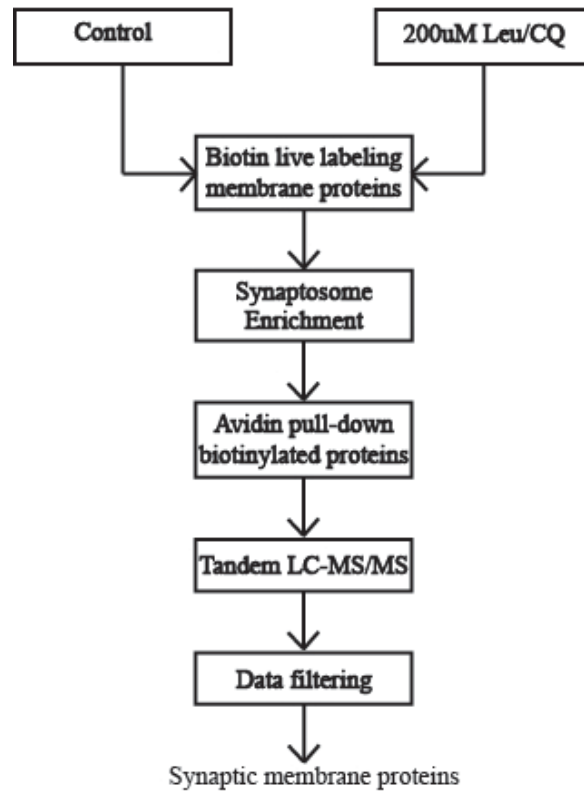 Control
200uM Leu/CQ
Biotin live labeling
membrane proteins
Synaptosome
Enrichment
Avidin pull-down
biotinylated proteins
Tandem LC-MS/MS
Data filtering
Synaptic membrane proteins